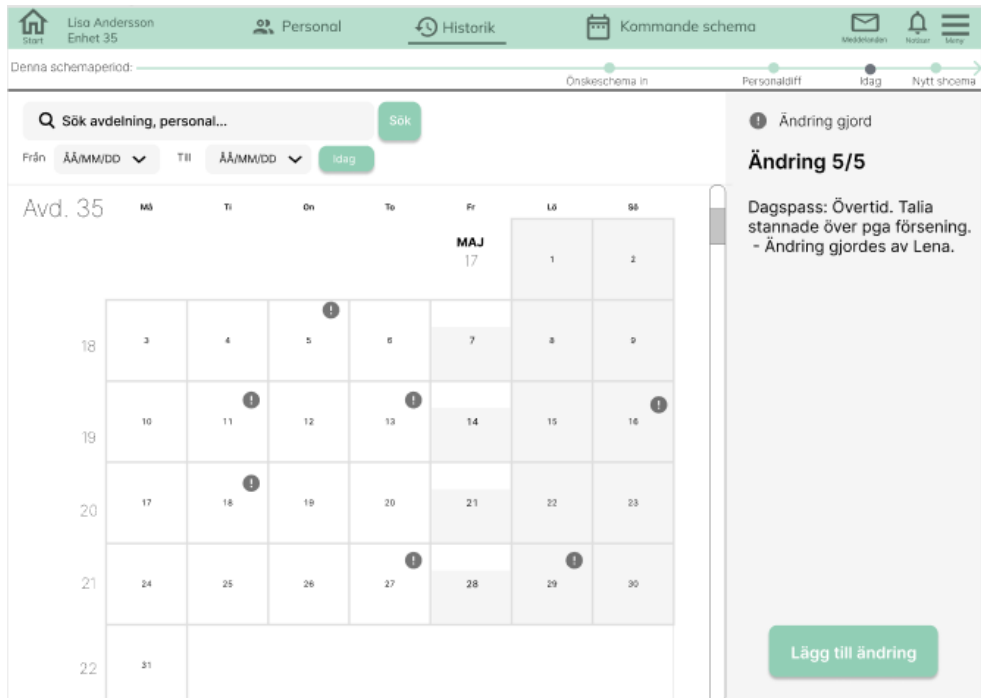 Lisa Andersson
Enhet 35
Start
Personal
Historik
Kommande schema
Meddelanden
Notiser
Meny
Denna schemaperiod:
Önskeschema in
Personaldiff
Idag
Nytt shcema
Sök avdelning, personal...
Sök
Från
ÅÅ/MM/DD
Till
ÅÅ/MM/DD
Idag
Avd. 35
Må Ti On To Fr Lö Sö
MAJ
17 1 2
18 3 4 5 6 7 8 9
19 10 11 12 13 14 15 16
20 17 18 19 20 21 22 23
21 24 25 26 27 28 29 30
22 31
Ändring gjord
Ändring 5/5
Dagspass: Övertid. Talia
stannade över pga försening.
- Ändring gjordes av Lena.
Lägg till ändring